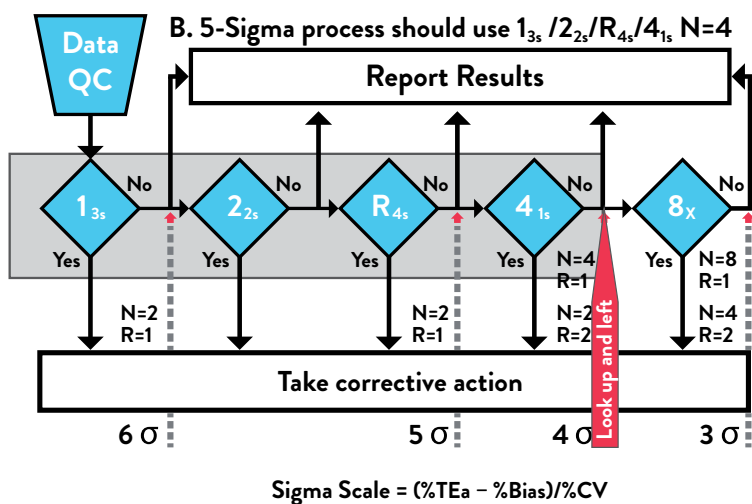 B. 5-Sigma process should use 1₃ₛ /2₂ₛ/R₄ₛ/4₁ₛ N=4
Data
QC
Report Results
No No No No No
1₃ₛ 2₂ₛ R₄ₛ 4₁ₛ 8ₓ
Yes Yes Yes Yes Yes
N=4 N=8
R=1 R=1
N=2 N=2 N=2 N=4
R=1 R=1 R=2 R=2
Look up and left
Take corrective action
6 σ 5 σ 4 σ 3 σ
Sigma Scale = (%TEa – %Bias)/%CV